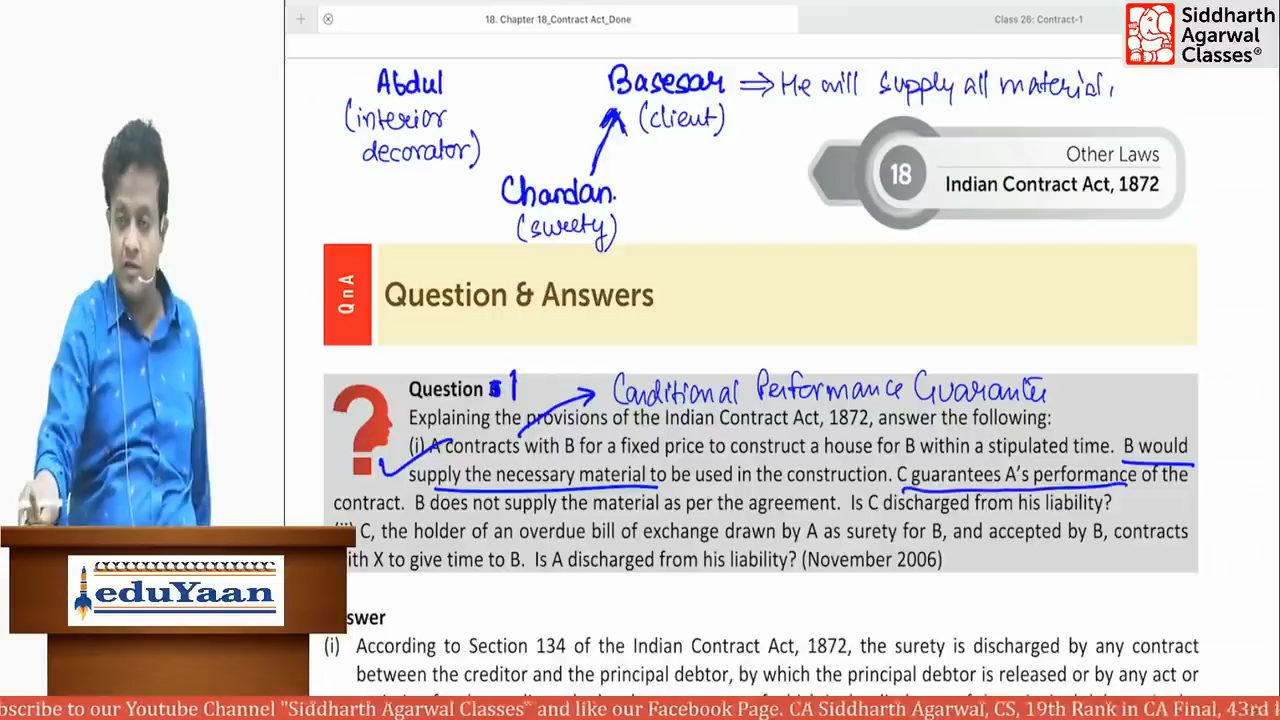 18. Chapter 18_Contract Act_Done
Class 26: Contract-1
Siddharth
Agarwal
Classes®
Abdul
(interior
decorator)
Basesar ⇒ He will supply all material.
(client)
Chandan.
(surety)
18
Other Laws
Indian Contract Act, 1872
QnA
Question & Answers
Question 1
Conditional Performance Guarantee
Explaining the provisions of the Indian Contract Act, 1872, answer the following:
(i) A contracts with B for a fixed price to construct a house for B within a stipulated time. B would
supply the necessary material to be used in the construction. C guarantees A's performance of the
contract. B does not supply the material as per the agreement. Is C discharged from his liability?
C, the holder of an overdue bill of exchange drawn by A as surety for B, and accepted by B, contracts
ith X to give time to B. Is A discharged from his liability? (November 2006)
eduYaan
swer
(i) According to Section 134 of the Indian Contract Act, 1872, the surety is discharged by any contract
between the creditor and the principal debtor, by which the principal debtor is released or by any act or
bscribe to our Youtube Channel "Siddharth Agarwal Classes" and like our Facebook Page. CA Siddharth Agarwal, CS, 19th Rank in CA Final, 43rd